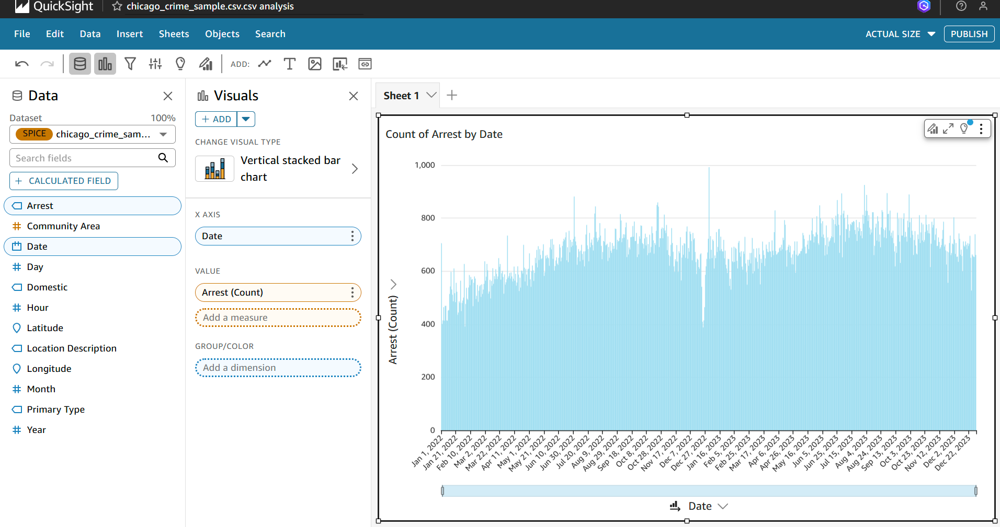 QuickSight
chicago_crime_sample.csv.csv analysis
File Edit Data Insert Sheets Objects Search
ACTUAL SIZE
PUBLISH
ADD:
Data
Dataset 100%
SPICE chicago_crime_sam...
Search fields
+ CALCULATED FIELD
Arrest
Community Area
Date
Day
Domestic
Hour
Latitude
Location Description
Longitude
Month
Primary Type
Year
Visuals
+ ADD
CHANGE VISUAL TYPE
Vertical stacked bar
chart
X AXIS
Date
VALUE
Arrest (Count)
Add a measure
GROUP/COLOR
Add a dimension
Sheet 1
Count of Arrest by Date
Arrest (Count)
1,000
800
600
400
200
0
Jan 1, 2022
Jan 21, 2022
Feb 10, 2022
Mar 2, 2022
Mar 22, 2022
Apr 11, 2022
May 1, 2022
May 21, 2022
Jun 10, 2022
Jun 30, 2022
Jul 20, 2022
Aug 9, 2022
Aug 29, 2022
Sep 18, 2022
Oct 8, 2022
Oct 28, 2022
Nov 17, 2022
Dec 7, 2022
Dec 27, 2022
Jan 16, 2023
Feb 5, 2023
Feb 25, 2023
Mar 17, 2023
Apr 6, 2023
Apr 26, 2023
May 16, 2023
Jun 5, 2023
Jun 25, 2023
Jul 15, 2023
Aug 4, 2023
Aug 24, 2023
Sep 13, 2023
Oct 3, 2023
Oct 23, 2023
Nov 12, 2023
Dec 2, 2023
Dec 22, 2023
Date